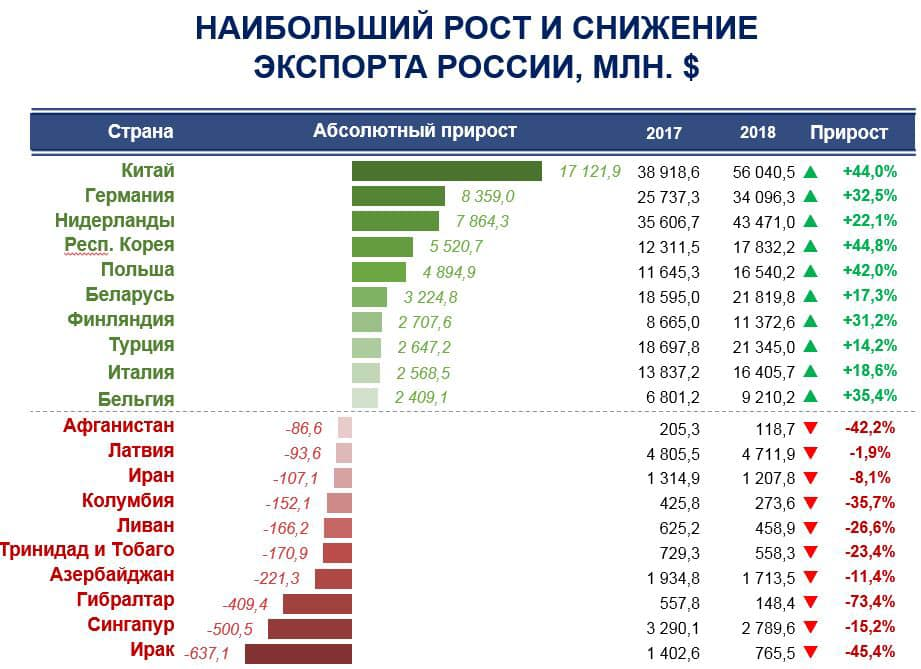 НАИБОЛЬШИЙ РОСТ И СНИЖЕНИЕ
ЭКСПОРТА РОССИИ, МЛН. $
Страна Абсолютный прирост 2017 2018 Прирост
Китай 17 121,9 38 918,6 56 040,5 ▲ +44,0%
Германия 8 359,0 25 737,3 34 096,3 ▲ +32,5%
Нидерланды 7 864,3 35 606,7 43 471,0 ▲ +22,1%
Респ. Корея 5 520,7 12 311,5 17 832,2 ▲ +44,8%
Польша 4 894,9 11 645,3 16 540,2 ▲ +42,0%
Беларусь 3 224,8 18 595,0 21 819,8 ▲ +17,3%
Финляндия 2 707,6 8 665,0 11 372,6 ▲ +31,2%
Турция 2 647,2 18 697,8 21 345,0 ▲ +14,2%
Италия 2 568,5 13 837,2 16 405,7 ▲ +18,6%
Бельгия 2 409,1 6 801,2 9 210,2 ▲ +35,4%
Афганистан -86,6 205,3 118,7 ▼ -42,2%
Латвия -93,6 4 805,5 4 711,9 ▼ -1,9%
Иран -107,1 1 314,9 1 207,8 ▼ -8,1%
Колумбия -152,1 425,8 273,6 ▼ -35,7%
Ливан -166,2 625,2 458,9 ▼ -26,6%
Тринидад и Тобаго -170,9 729,3 558,3 ▼ -23,4%
Азербайджан -221,3 1 934,8 1 713,5 ▼ -11,4%
Гибралтар -409,4 557,8 148,4 ▼ -73,4%
Сингапур -500,5 3 290,1 2 789,6 ▼ -15,2%
Ирак -637,1 1 402,6 765,5 ▼ -45,4%